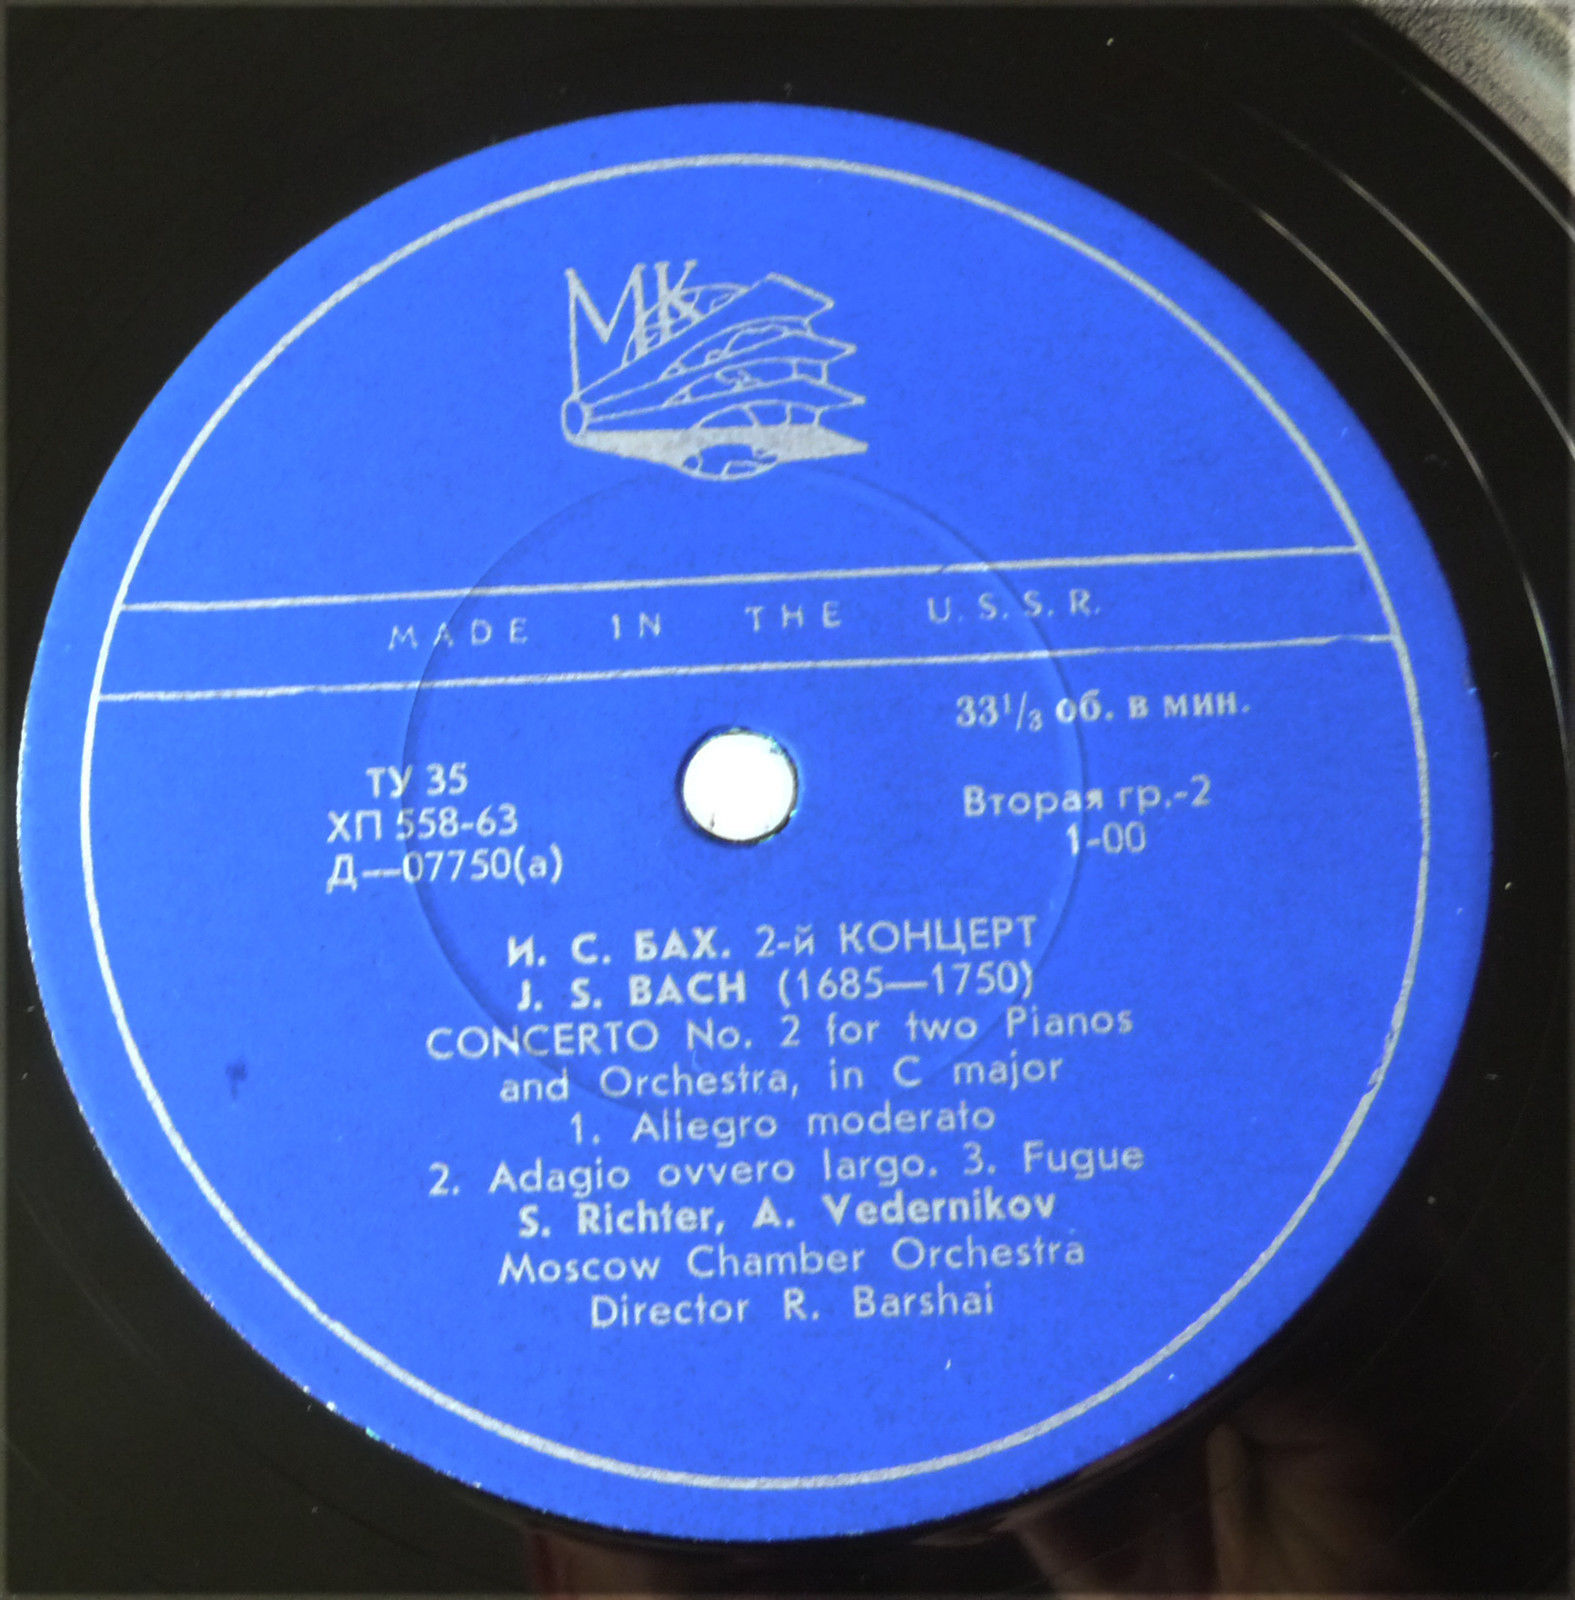 МК
MADE IN THE U.S.S.R.
33¹/₃ об. в мин.
ТУ 35
ХП 558-63
Д—07750(а)
Вторая гр.-2
1-00
И. С. БАХ. 2-й КОНЦЕРТ
J. S. BACH (1685—1750)
CONCERTO No. 2 for two Pianos
and Orchestra, in C major
1. Allegro moderato
2. Adagio ovvero largo. 3. Fugue
S. Richter, A. Vedernikov
Moscow Chamber Orchestra
Director R. Barshai